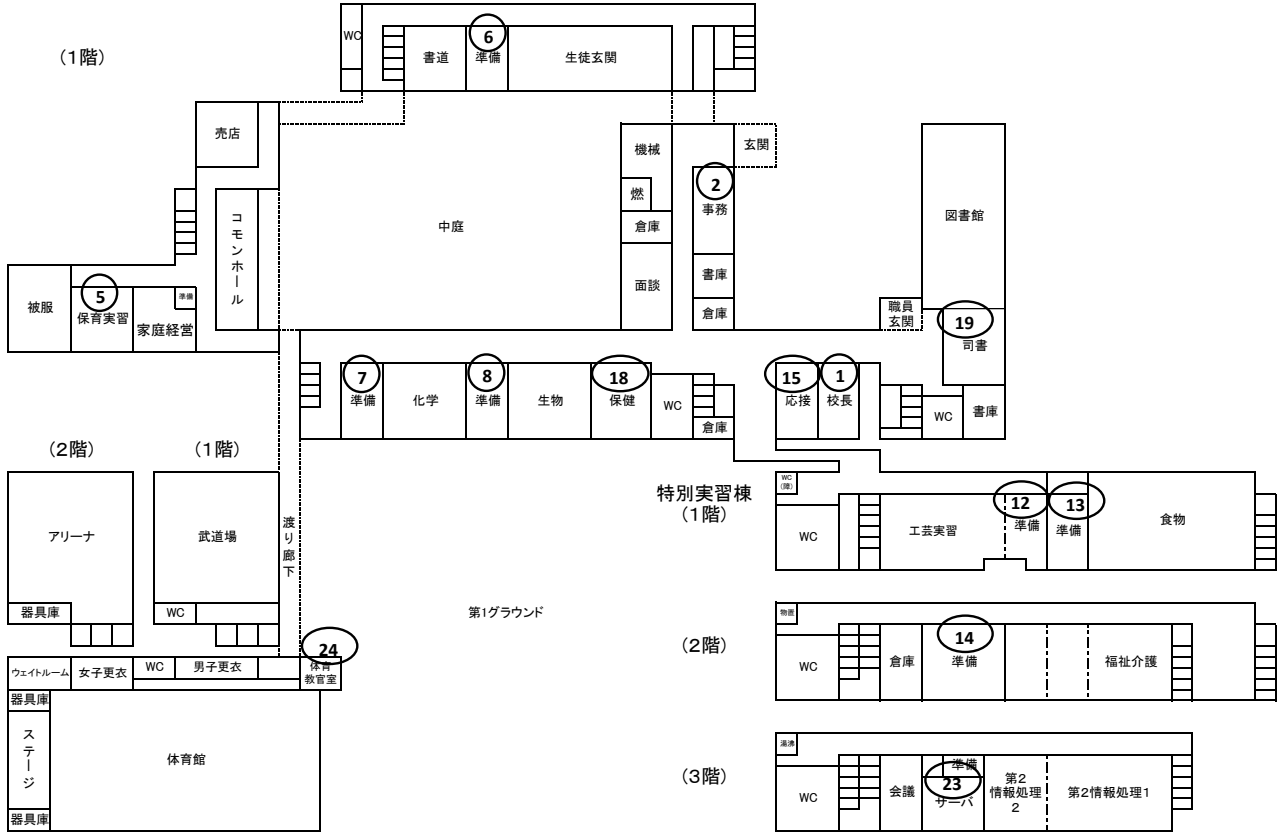 (1階)
WC
6
書道
準備
生徒玄関
売店
機械
玄関
燃
2
事務
コモンホール
中庭
倉庫
図書館
面談
書庫
倉庫
被服
5
保育実習
準備
家庭経営
職員
玄関
19
司書
7
準備
化学
8
準備
生物
18
保健
WC
倉庫
15
応接
1
校長
WC
書庫
(2階)
(1階)
アリーナ
武道場
渡り廊下
器具庫
WC
第1グラウンド
特別実習棟
(1階)
WC
(障)
WC
工芸実習
12
準備
13
準備
食物
(2階)
物置
WC
倉庫
14
準備
福祉介護
24
体育
教官室
ウェイトルーム
女子更衣
WC
男子更衣
器具庫
ステージ
体育館
器具庫
(3階)
湯沸
WC
会議
準備
23
サーバ
第2
情報処理
2
第2情報処理1